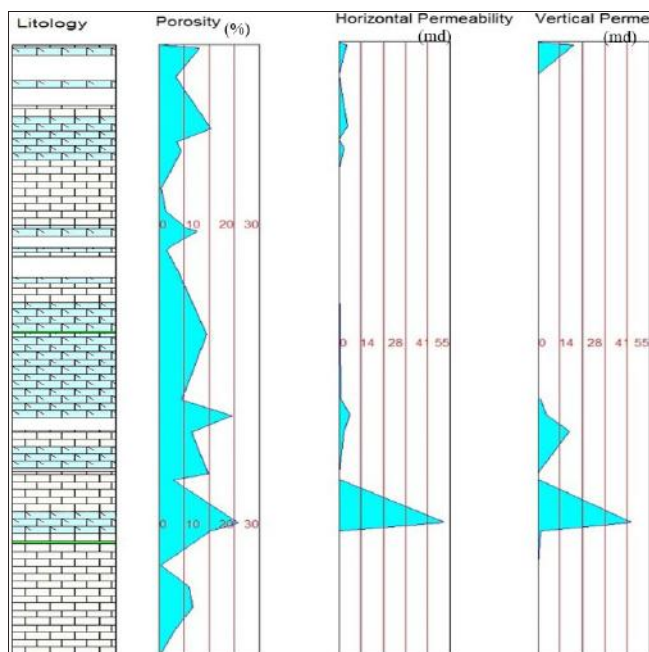 Litology
Porosity (%)
Horizontal Permeability
(md)
Vertical Perme
(md)
0 10 20 30
0 14 28 41 55
0 14 28 41 55
0 10 20 30